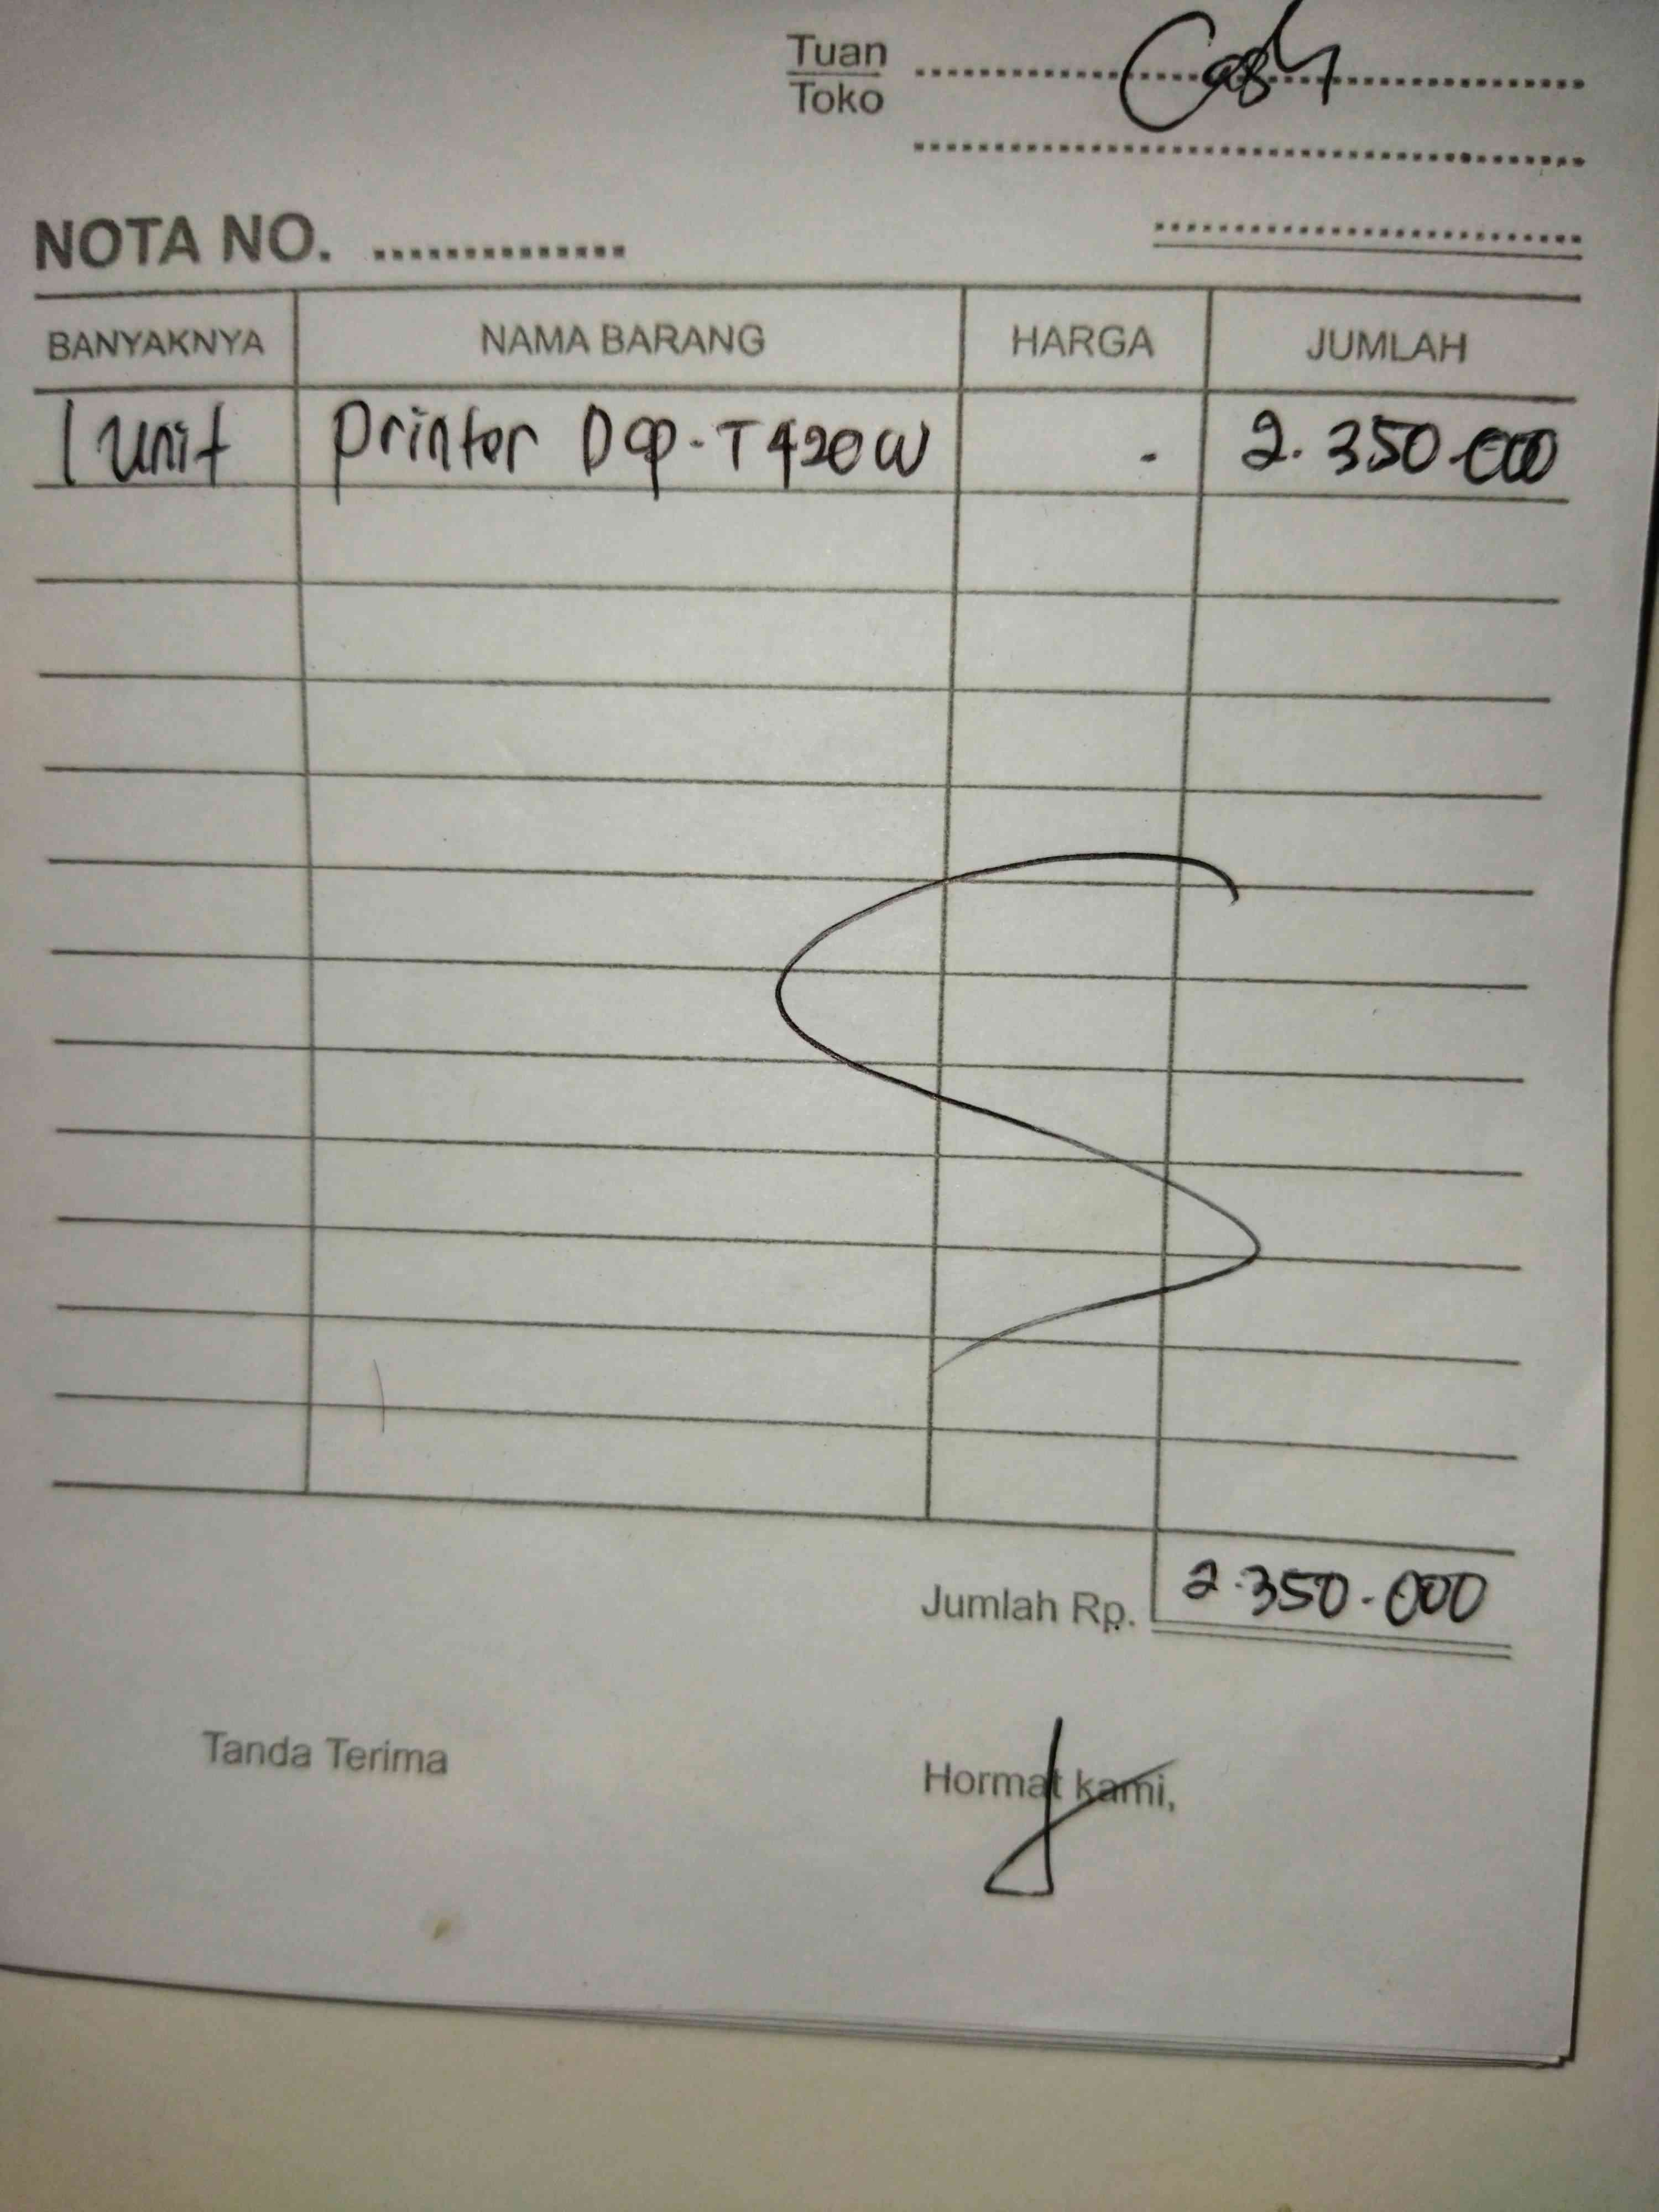 Tuan Cash
Toko
NOTA NO. ..............
BANYAKNYA NAMA BARANG HARGA JUMLAH
1 Unit Printer Dcp-T420W - 2.350.000
Jumlah Rp. 2.350.000
Tanda Terima Hormat kami,